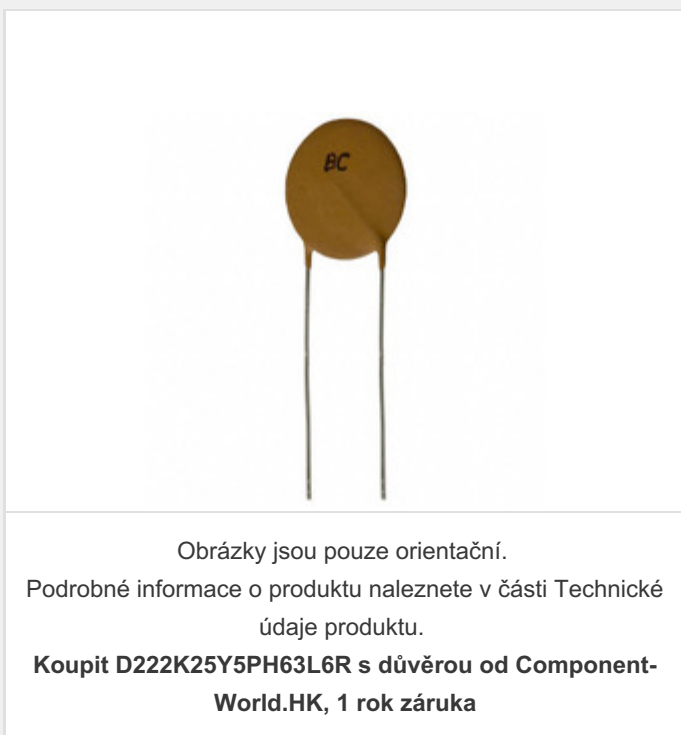 BC
Obrázky jsou pouze orientační.
Podrobné informace o produktu naleznete v části Technické
údaje produktu.
Koupit D222K25Y5PH63L6R s důvěrou od Component-
World.HK, 1 rok záruka